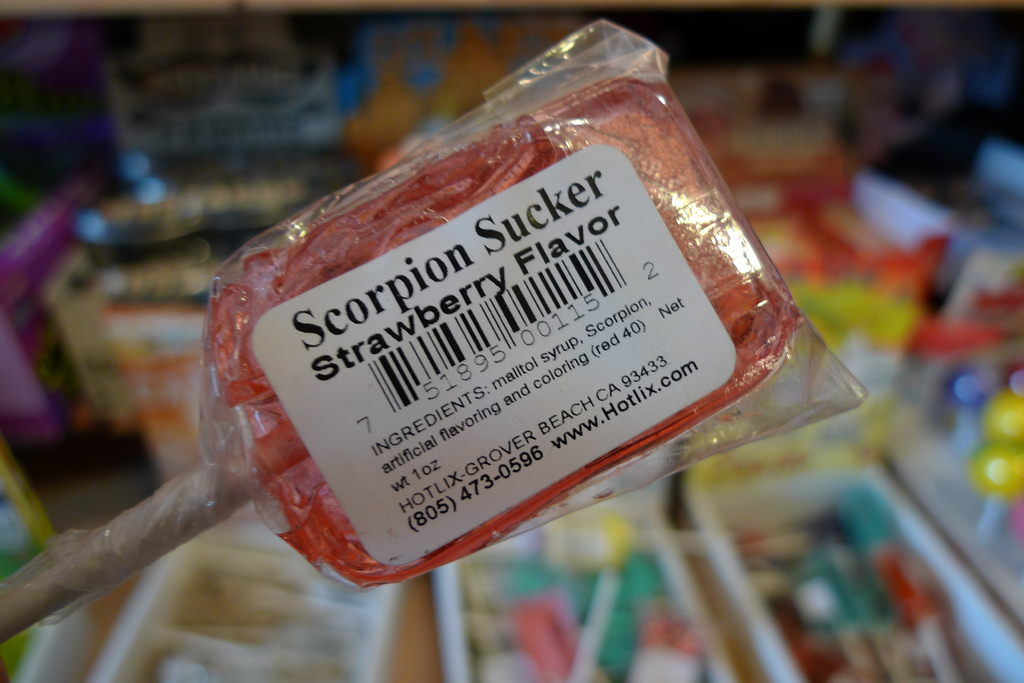 Scorpion Sucker
Strawberry Flavor
7 51895 00115 2
INGREDIENTS: maltol syrup, Scorpion,
artificial flavoring and coloring (red 40) Net
wt 1oz
HOTLIX-GROVER BEACH CA 93433
(805) 473-0596 www.Hotlix.com